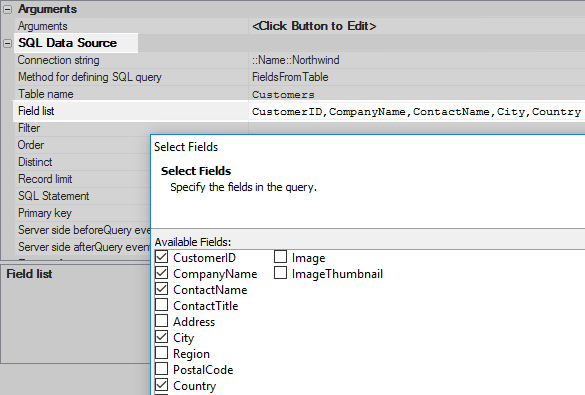 Arguments
Arguments <Click Button to Edit>
SQL Data Source
Connection string ::Name::Northwind
Method for defining SQL query FieldsFromTable
Table name Customers
Field list CustomerID,CompanyName,ContactName,City,Country
Filter
Order
Distinct
Record limit
SQL Statement
Primary key
Server side beforeQuery even
Server side afterQuery event
Field list
Select Fields
Select Fields
Specify the fields in the query.
Available Fields:
CustomerID Image
CompanyName ImageThumbnail
ContactName
ContactTitle
Address
City
Region
PostalCode
Country